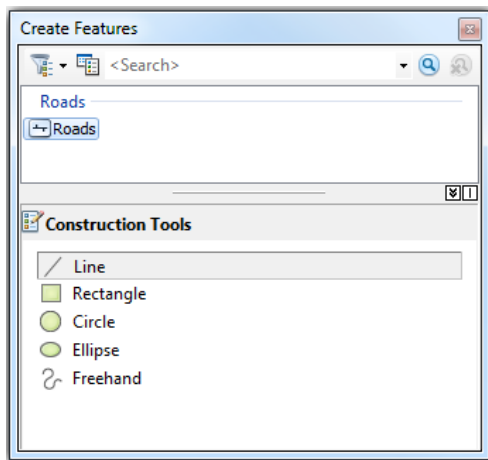 Create Features
<Search>
Roads
Roads
Construction Tools
Line
Rectangle
Circle
Ellipse
Freehand